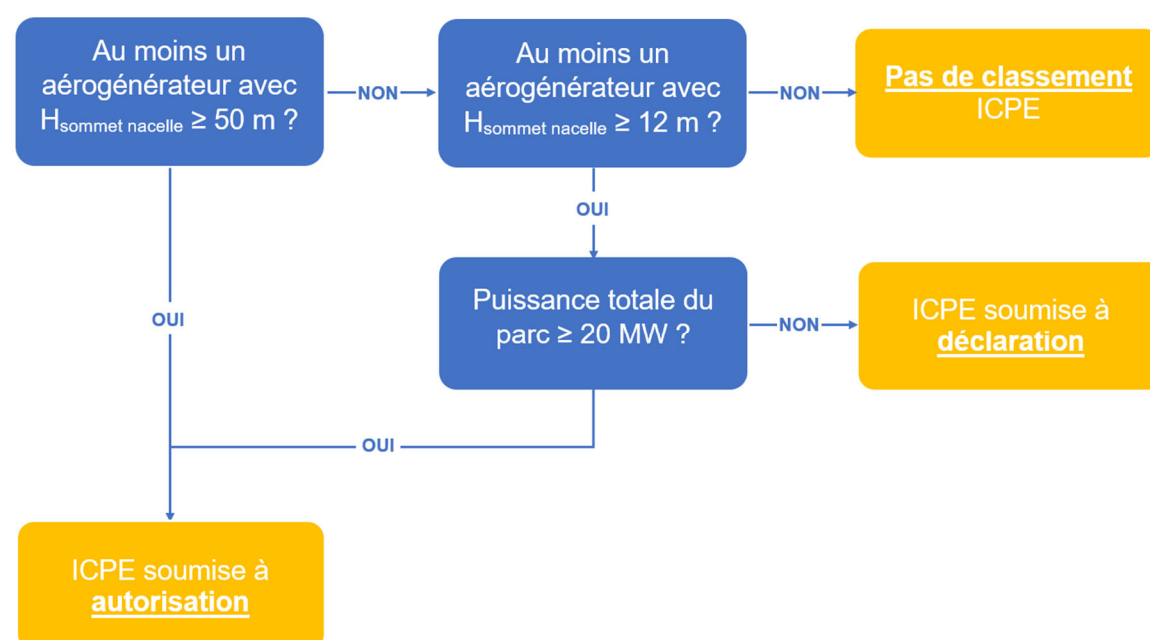 Au moins un
aérogénérateur avec
Hsommet nacelle ≥ 50 m ?
NON
Au moins un
aérogénérateur avec
Hsommet nacelle ≥ 12 m ?
NON
Pas de classement
ICPE
OUI
OUI
Puissance totale du
parc ≥ 20 MW ?
NON
ICPE soumise à
déclaration
OUI
ICPE soumise à
autorisation